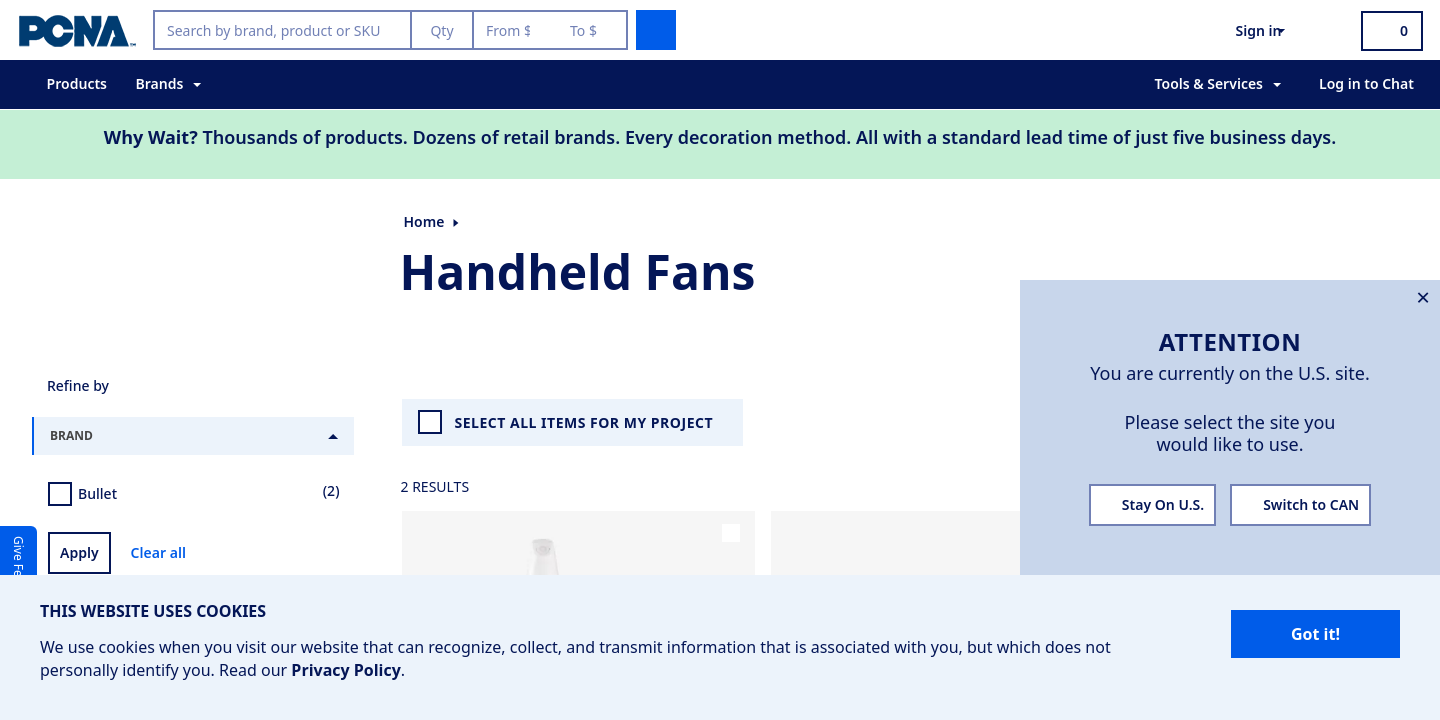 PCNA
Search by brand, product or SKU
Qty
From $
To $
Sign in
0
Products
Brands
Tools & Services
Log in to Chat
Why Wait? Thousands of products. Dozens of retail brands. Every decoration method. All with a standard lead time of just five business days.
Home
Handheld Fans
✕
ATTENTION
You are currently on the U.S. site.
Please select the site you
would like to use.
Stay On U.S.
Switch to CAN
Refine by
BRAND
SELECT ALL ITEMS FOR MY PROJECT
Bullet
(2)
2 RESULTS
Apply
Clear all
Give
THIS WEBSITE USES COOKIES
We use cookies when you visit our website that can recognize, collect, and transmit information that is associated with you, but which does not
personally identify you. Read our Privacy Policy.
Got it!